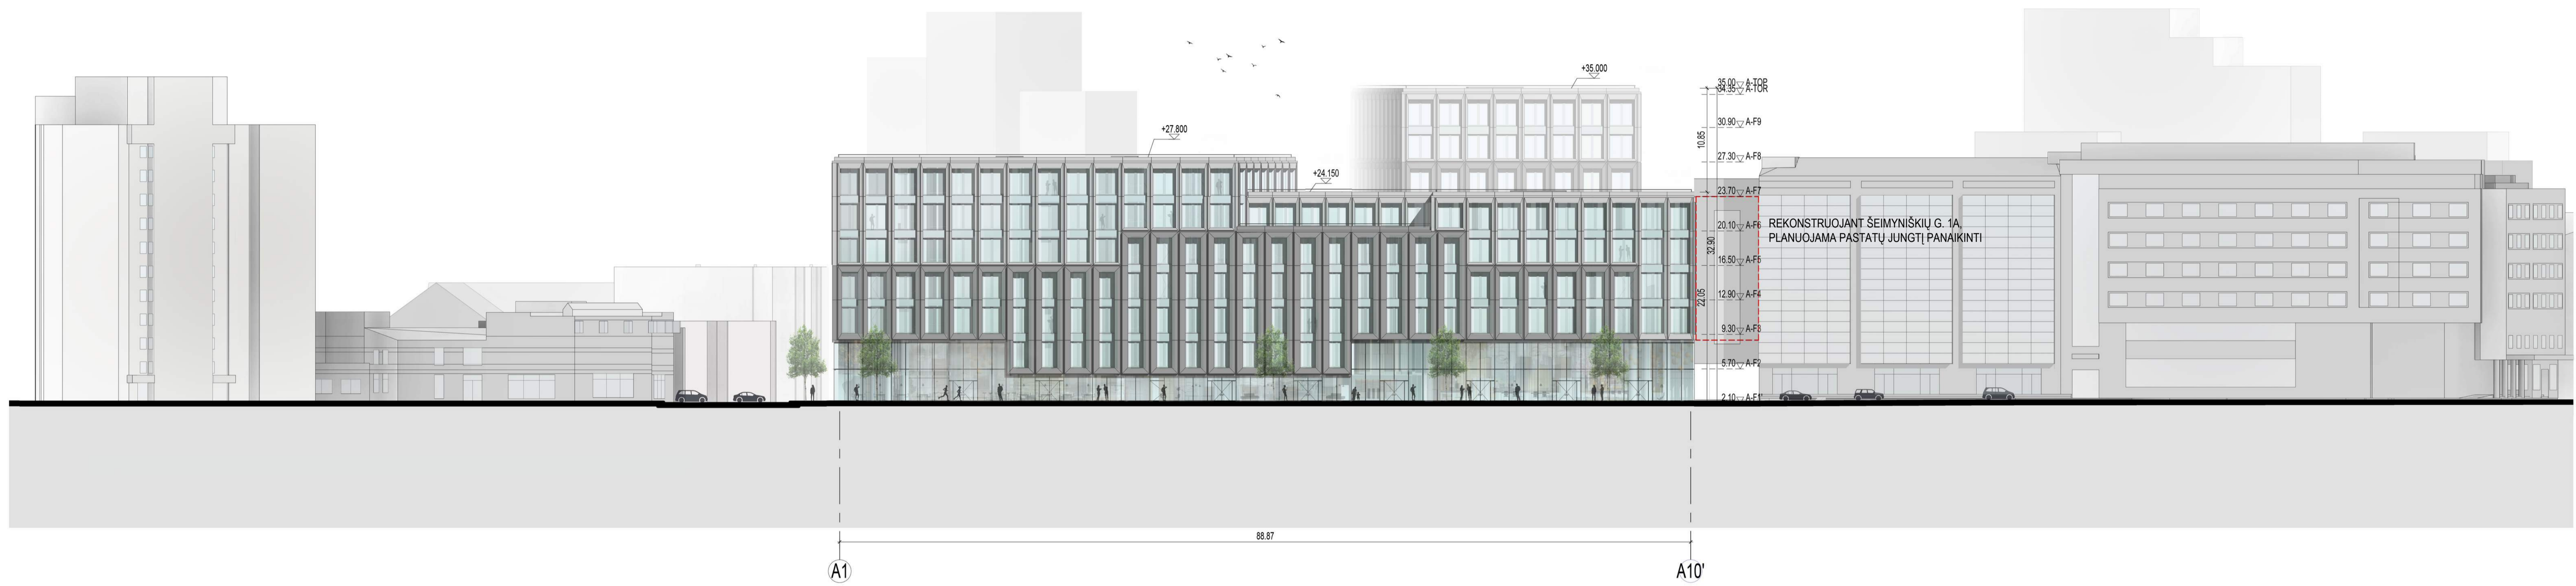 +35.000
35.00 A-TOP
34.35 A-TOR
30.90 A-F9
+27.800
10.85
27.30 A-F8
+24.150
23.70 A-F7
REKONSTRUOJANT ŠEIMYNIŠKIŲ G. 1A,
20.10 A-F6
PLANUOJAMA PASTATŲ JUNGTĮ PANAIKINTI
32.90
16.50 A-F5
22.05
12.90 A-F4
9.30 A-F3
5.70 A-F2
2.10 A-F1'
88.87
A1
A10'